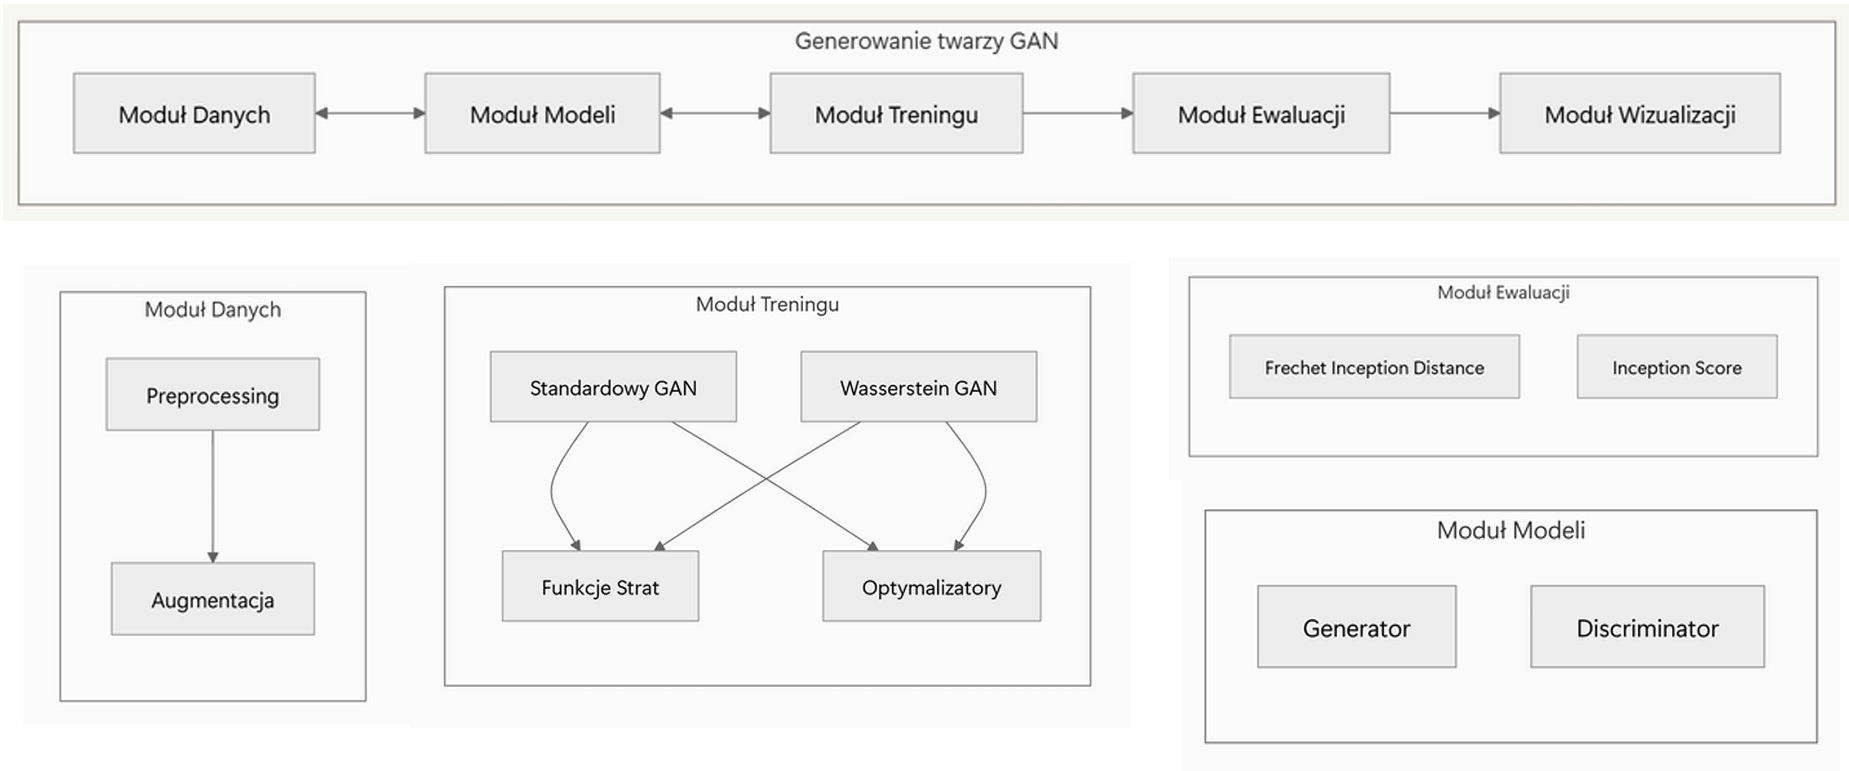 Generowanie twarzy GAN
Moduł Danych
Moduł Modeli
Moduł Treningu
Moduł Ewaluacji
Moduł Wizualizacji
Moduł Danych
Preprocessing
Augmentacja
Moduł Treningu
Standardowy GAN
Wasserstein GAN
Funkcje Strat
Optymalizatory
Moduł Ewaluacji
Frechet Inception Distance
Inception Score
Moduł Modeli
Generator
Discriminator